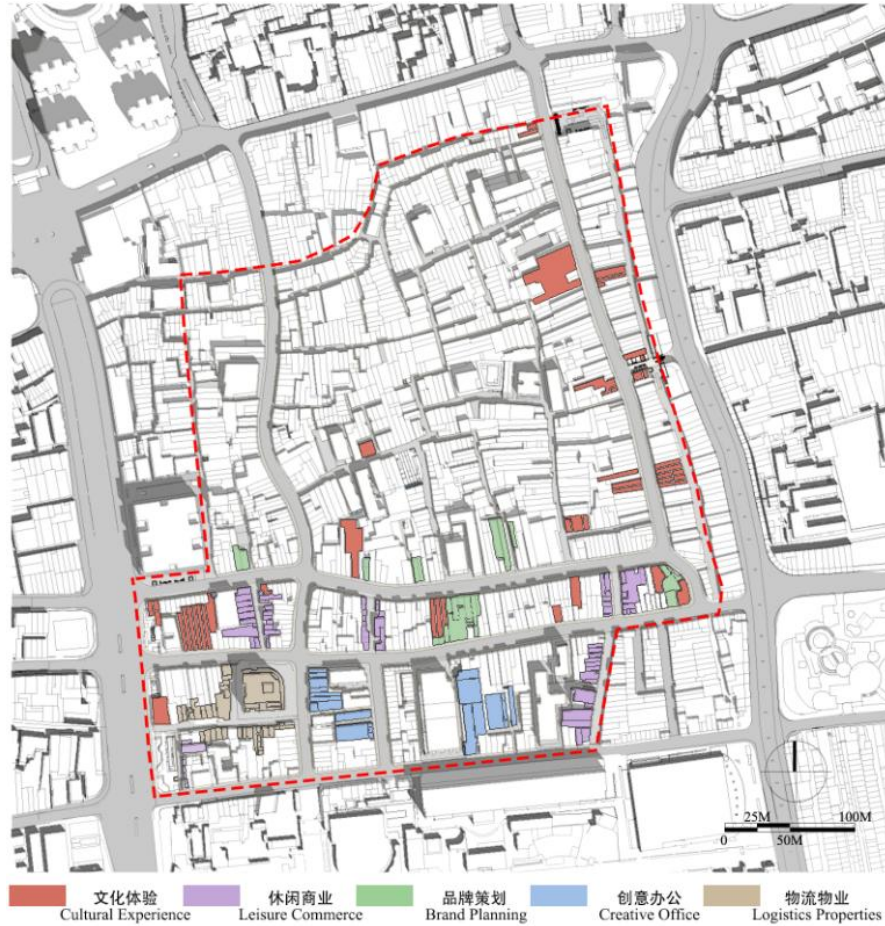 25M
100M
0
50M
文化体验
休闲商业
品牌策划
创意办公
物流物业
Cultural Experience
Leisure Commerce
Brand Planning
Creative Office
Logistics Properties